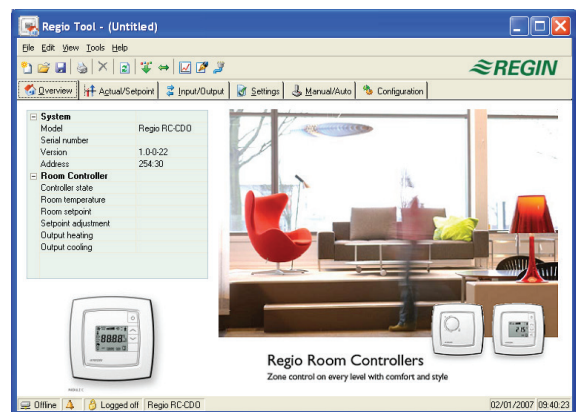 Regio Tool - (Untitled)
File Edit View Tools Help
≋REGIN
Overview Actual/Setpoint Input/Output Settings Manual/Auto Configuration
System
Model Regio RC-CDO
Serial number
Version 1.0-0-22
Address 254:30
Room Controller
Controller state
Room temperature
Room setpoint
Setpoint adjustment
Output heating
Output cooling
Regio Room Controllers
Zone control on every level with comfort and style
Offline Logged off Regio RC-CDO 02/01/2007 09:40:23